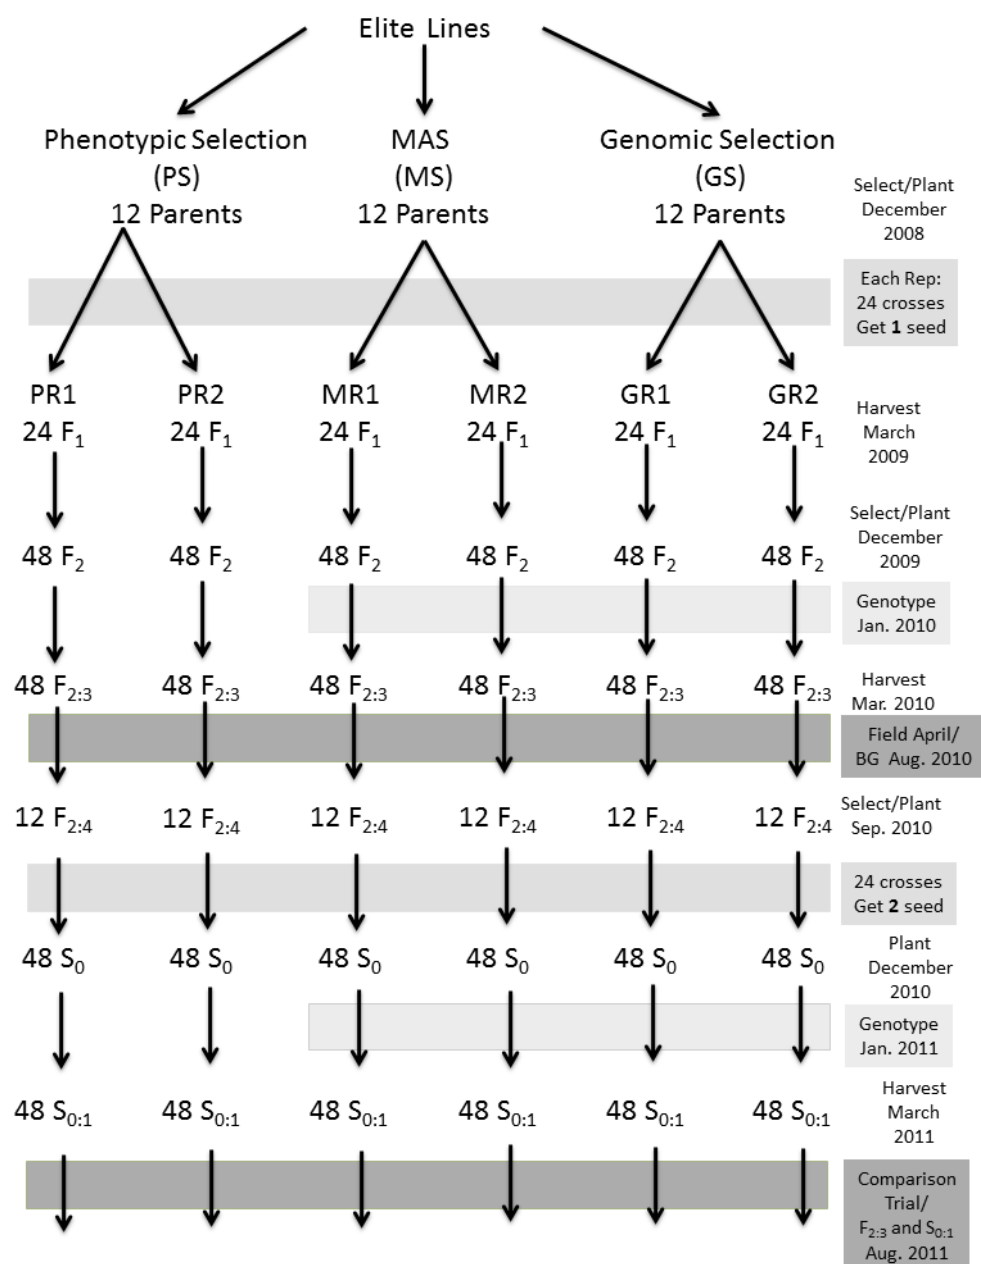 Elite Lines
Phenotypic Selection
(PS)
12 Parents
MAS
(MS)
12 Parents
Genomic Selection
(GS)
12 Parents
Select/Plant
December
2008
Each Rep:
24 crosses
Get 1 seed
PR1
PR2
MR1
MR2
GR1
GR2
24 F1
24 F1
24 F1
24 F1
24 F1
24 F1
Harvest
March
2009
48 F2
48 F2
48 F2
48 F2
48 F2
48 F2
Select/Plant
December
2009
Genotype
Jan. 2010
48 F2:3
48 F2:3
48 F2:3
48 F2:3
48 F2:3
48 F2:3
Harvest
Mar. 2010
Field April/
BG Aug. 2010
12 F2:4
12 F2:4
12 F2:4
12 F2:4
12 F2:4
12 F2:4
Select/Plant
Sep. 2010
24 crosses
Get 2 seed
48 S0
48 S0
48 S0
48 S0
48 S0
48 S0
Plant
December
2010
Genotype
Jan. 2011
48 S0:1
48 S0:1
48 S0:1
48 S0:1
48 S0:1
48 S0:1
Harvest
March
2011
Comparison
Trial/
F2:3 and S0:1
Aug. 2011